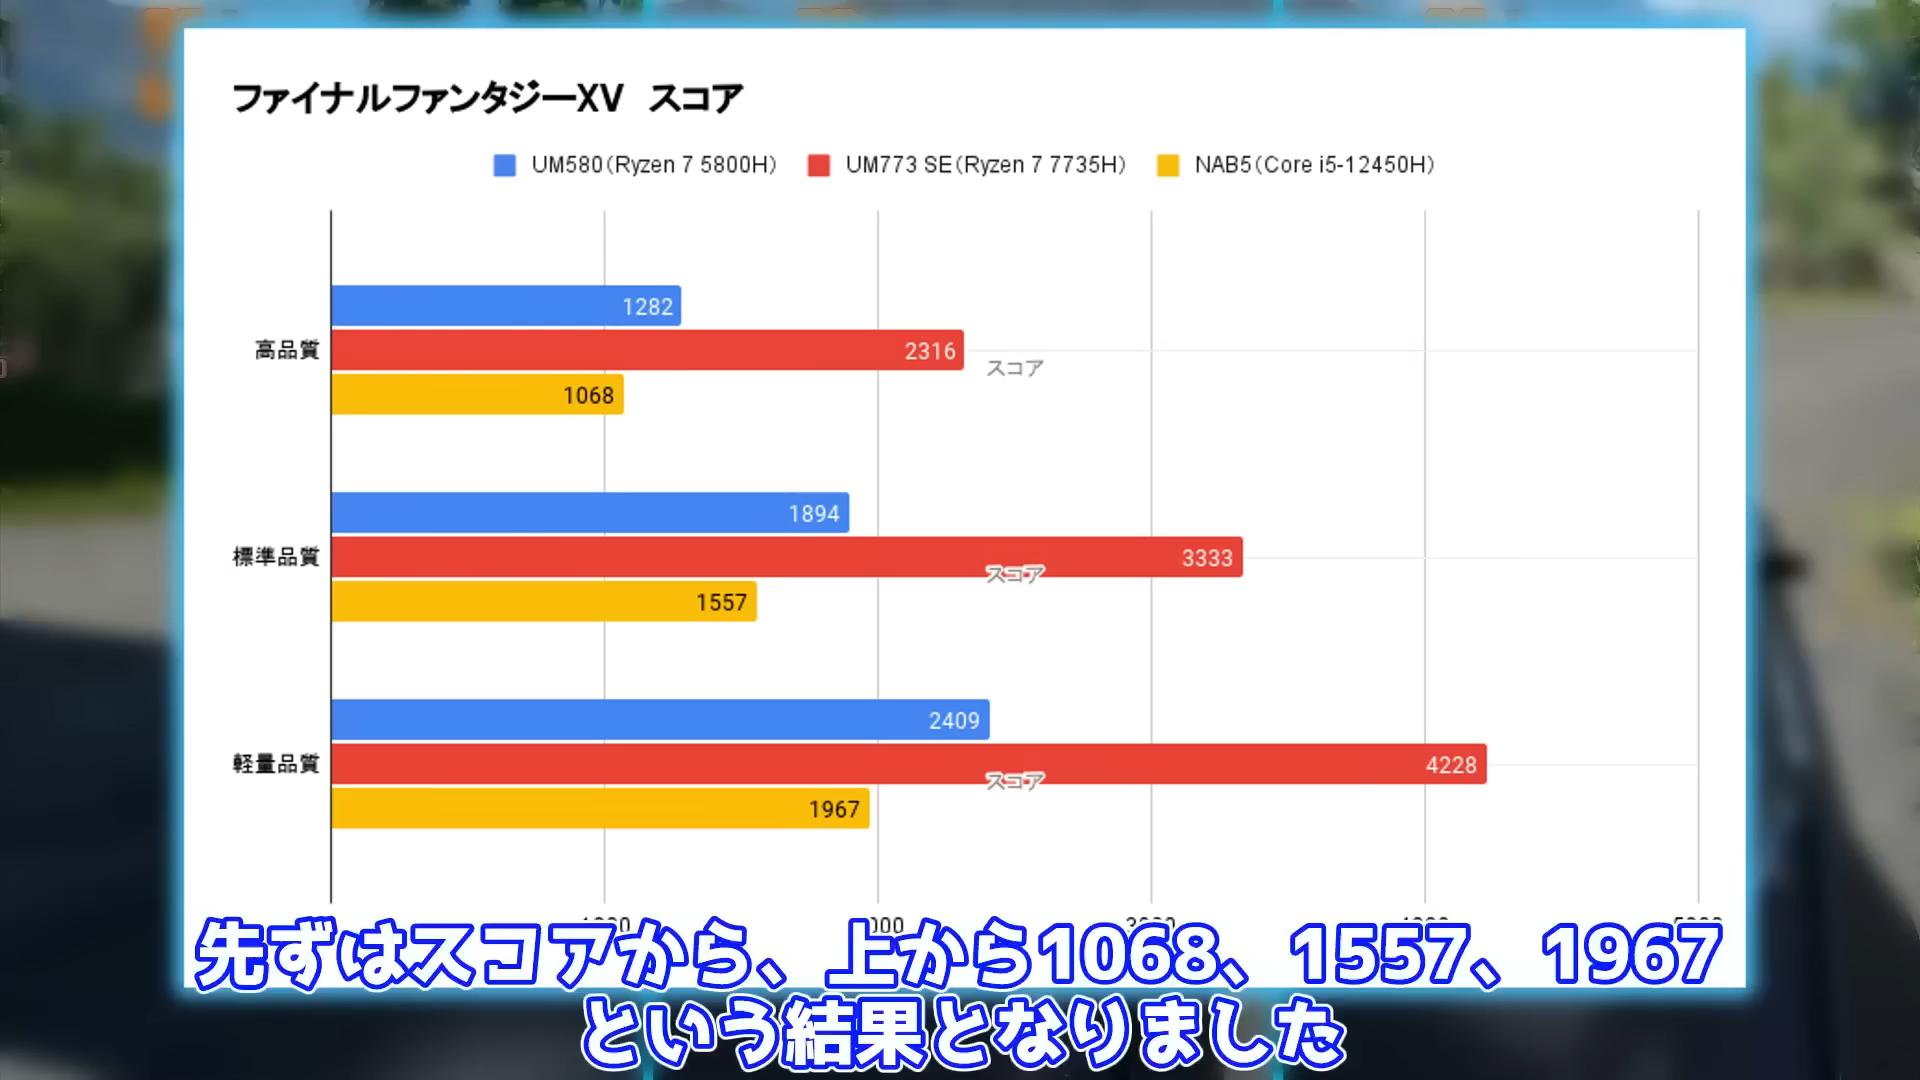 ファイナルファンタジーXV スコア
UM580（Ryzen 7 5800H） UM773 SE（Ryzen 7 7735H） NAB5（Core i5-12450H）
1282
高品質 2316 スコア
1068
1894
標準品質 3333 スコア
1557
2409
軽量品質 4228 スコア
1967
先ずはスコアから、上から1068、1557、1967
という結果となりました